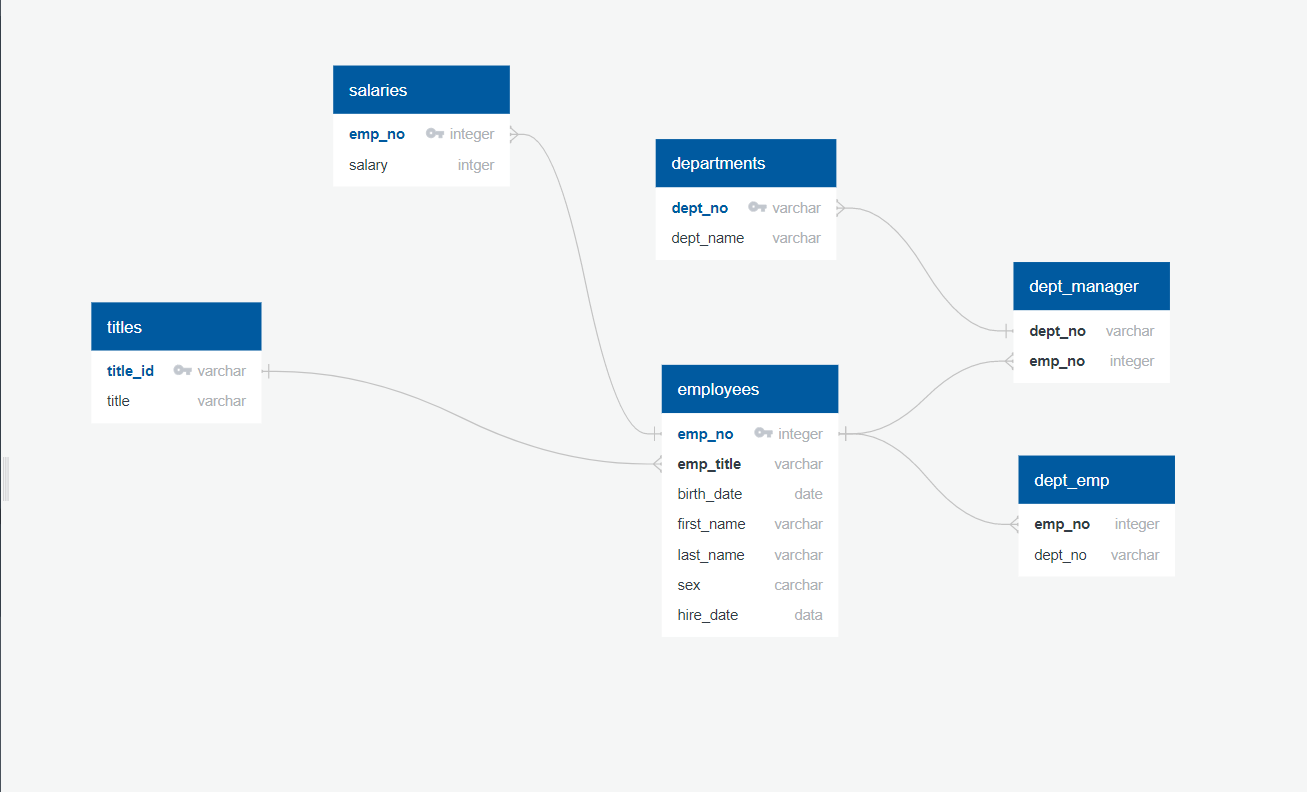 salaries
emp_no integer
salary intger
departments
dept_no varchar
dept_name varchar
dept_manager
dept_no varchar
emp_no integer
titles
title_id varchar
title varchar
employees
emp_no integer
emp_title varchar
birth_date date
first_name varchar
last_name varchar
sex carchar
hire_date data
dept_emp
emp_no integer
dept_no varchar